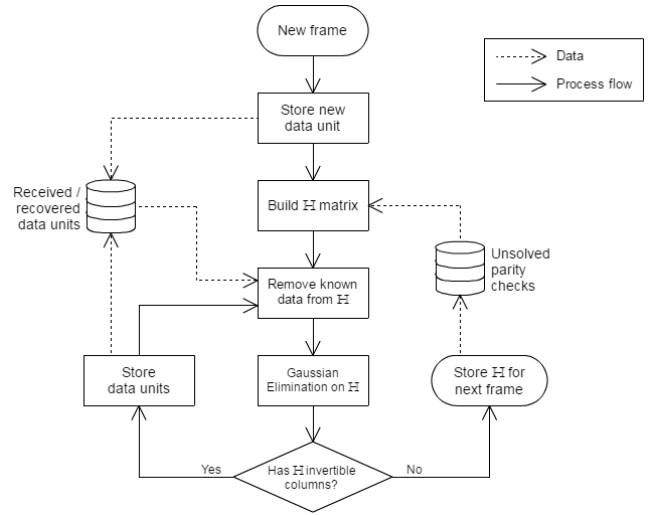 New frame
Data
Process flow
Store new
data unit
Received /
recovered
data units
Build H matrix
Unsolved
parity
checks
Remove known
data from H
Store
data units
Gaussian
Elimination on H
Store H for
next frame
Yes
Has H invertible
columns?
No